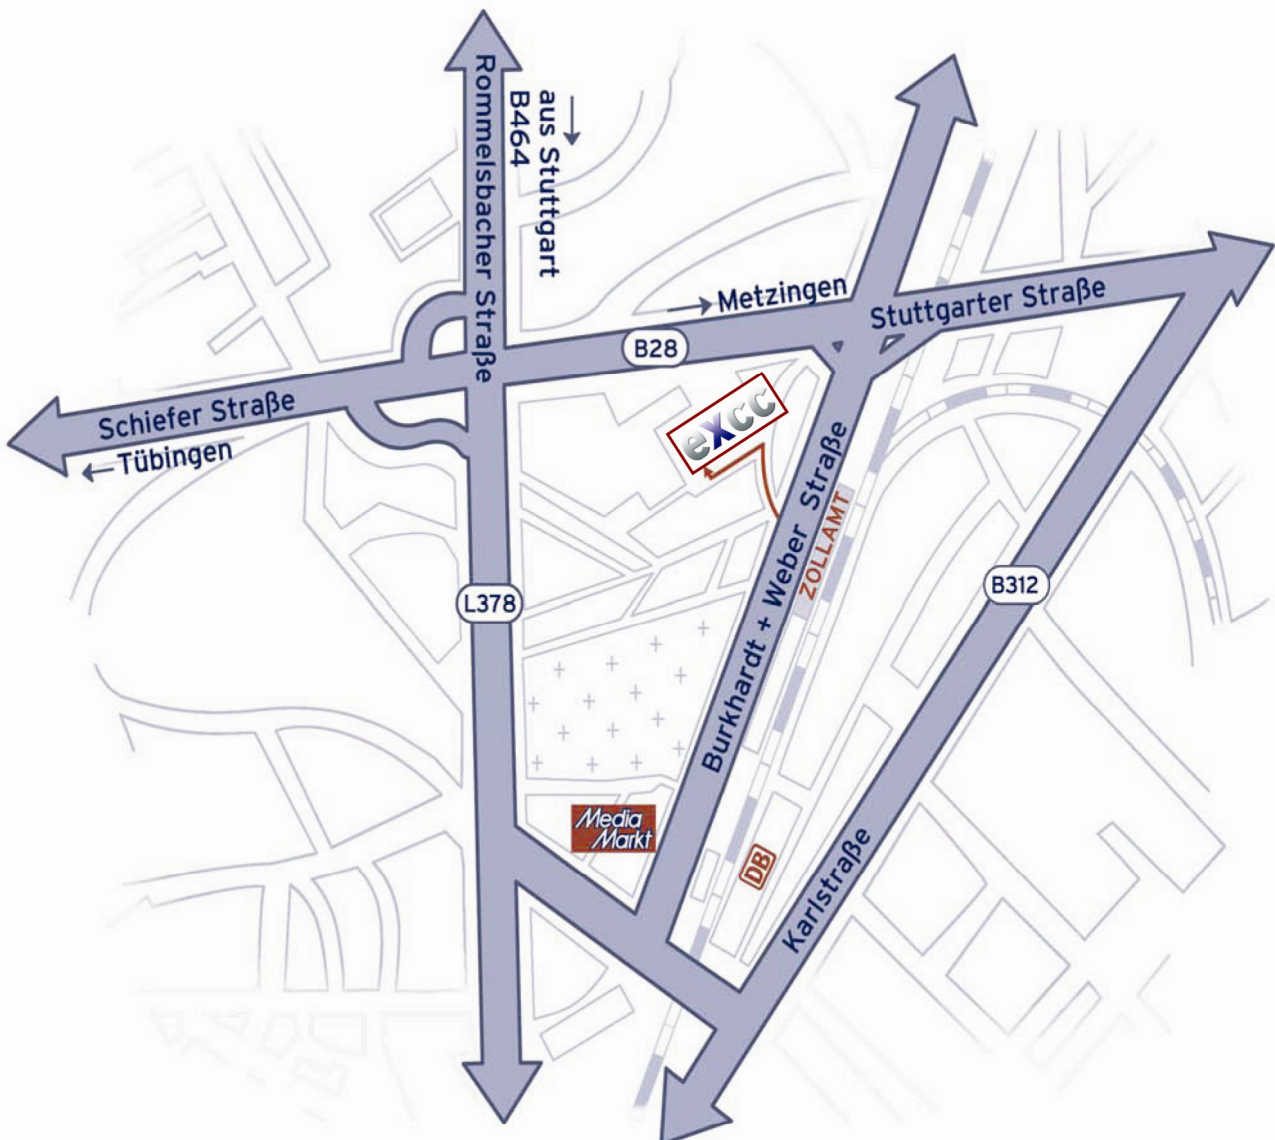 Rommelsbacher Straße
aus Stuttgart
B464
Metzingen
Stuttgarter Straße
B28
Schiefer Straße
Tübingen
eXcc
Burkhardt + Weber Straße
ZOLLAMT
L378
B312
Media
Markt
DB
Karlstraße